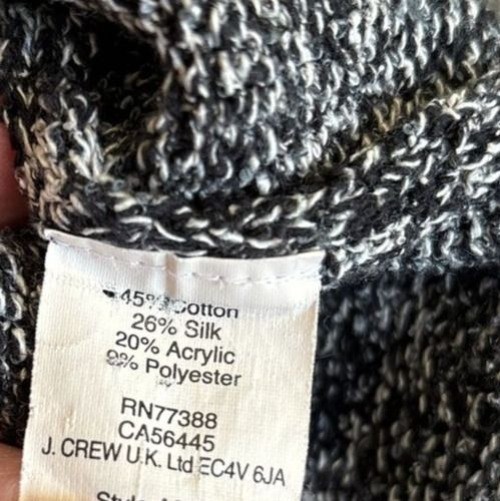 45% Cotton
26% Silk
20% Acrylic
9% Polyester
RN77388
CA56445
J. CREW U.K. Ltd EC4V 6JA